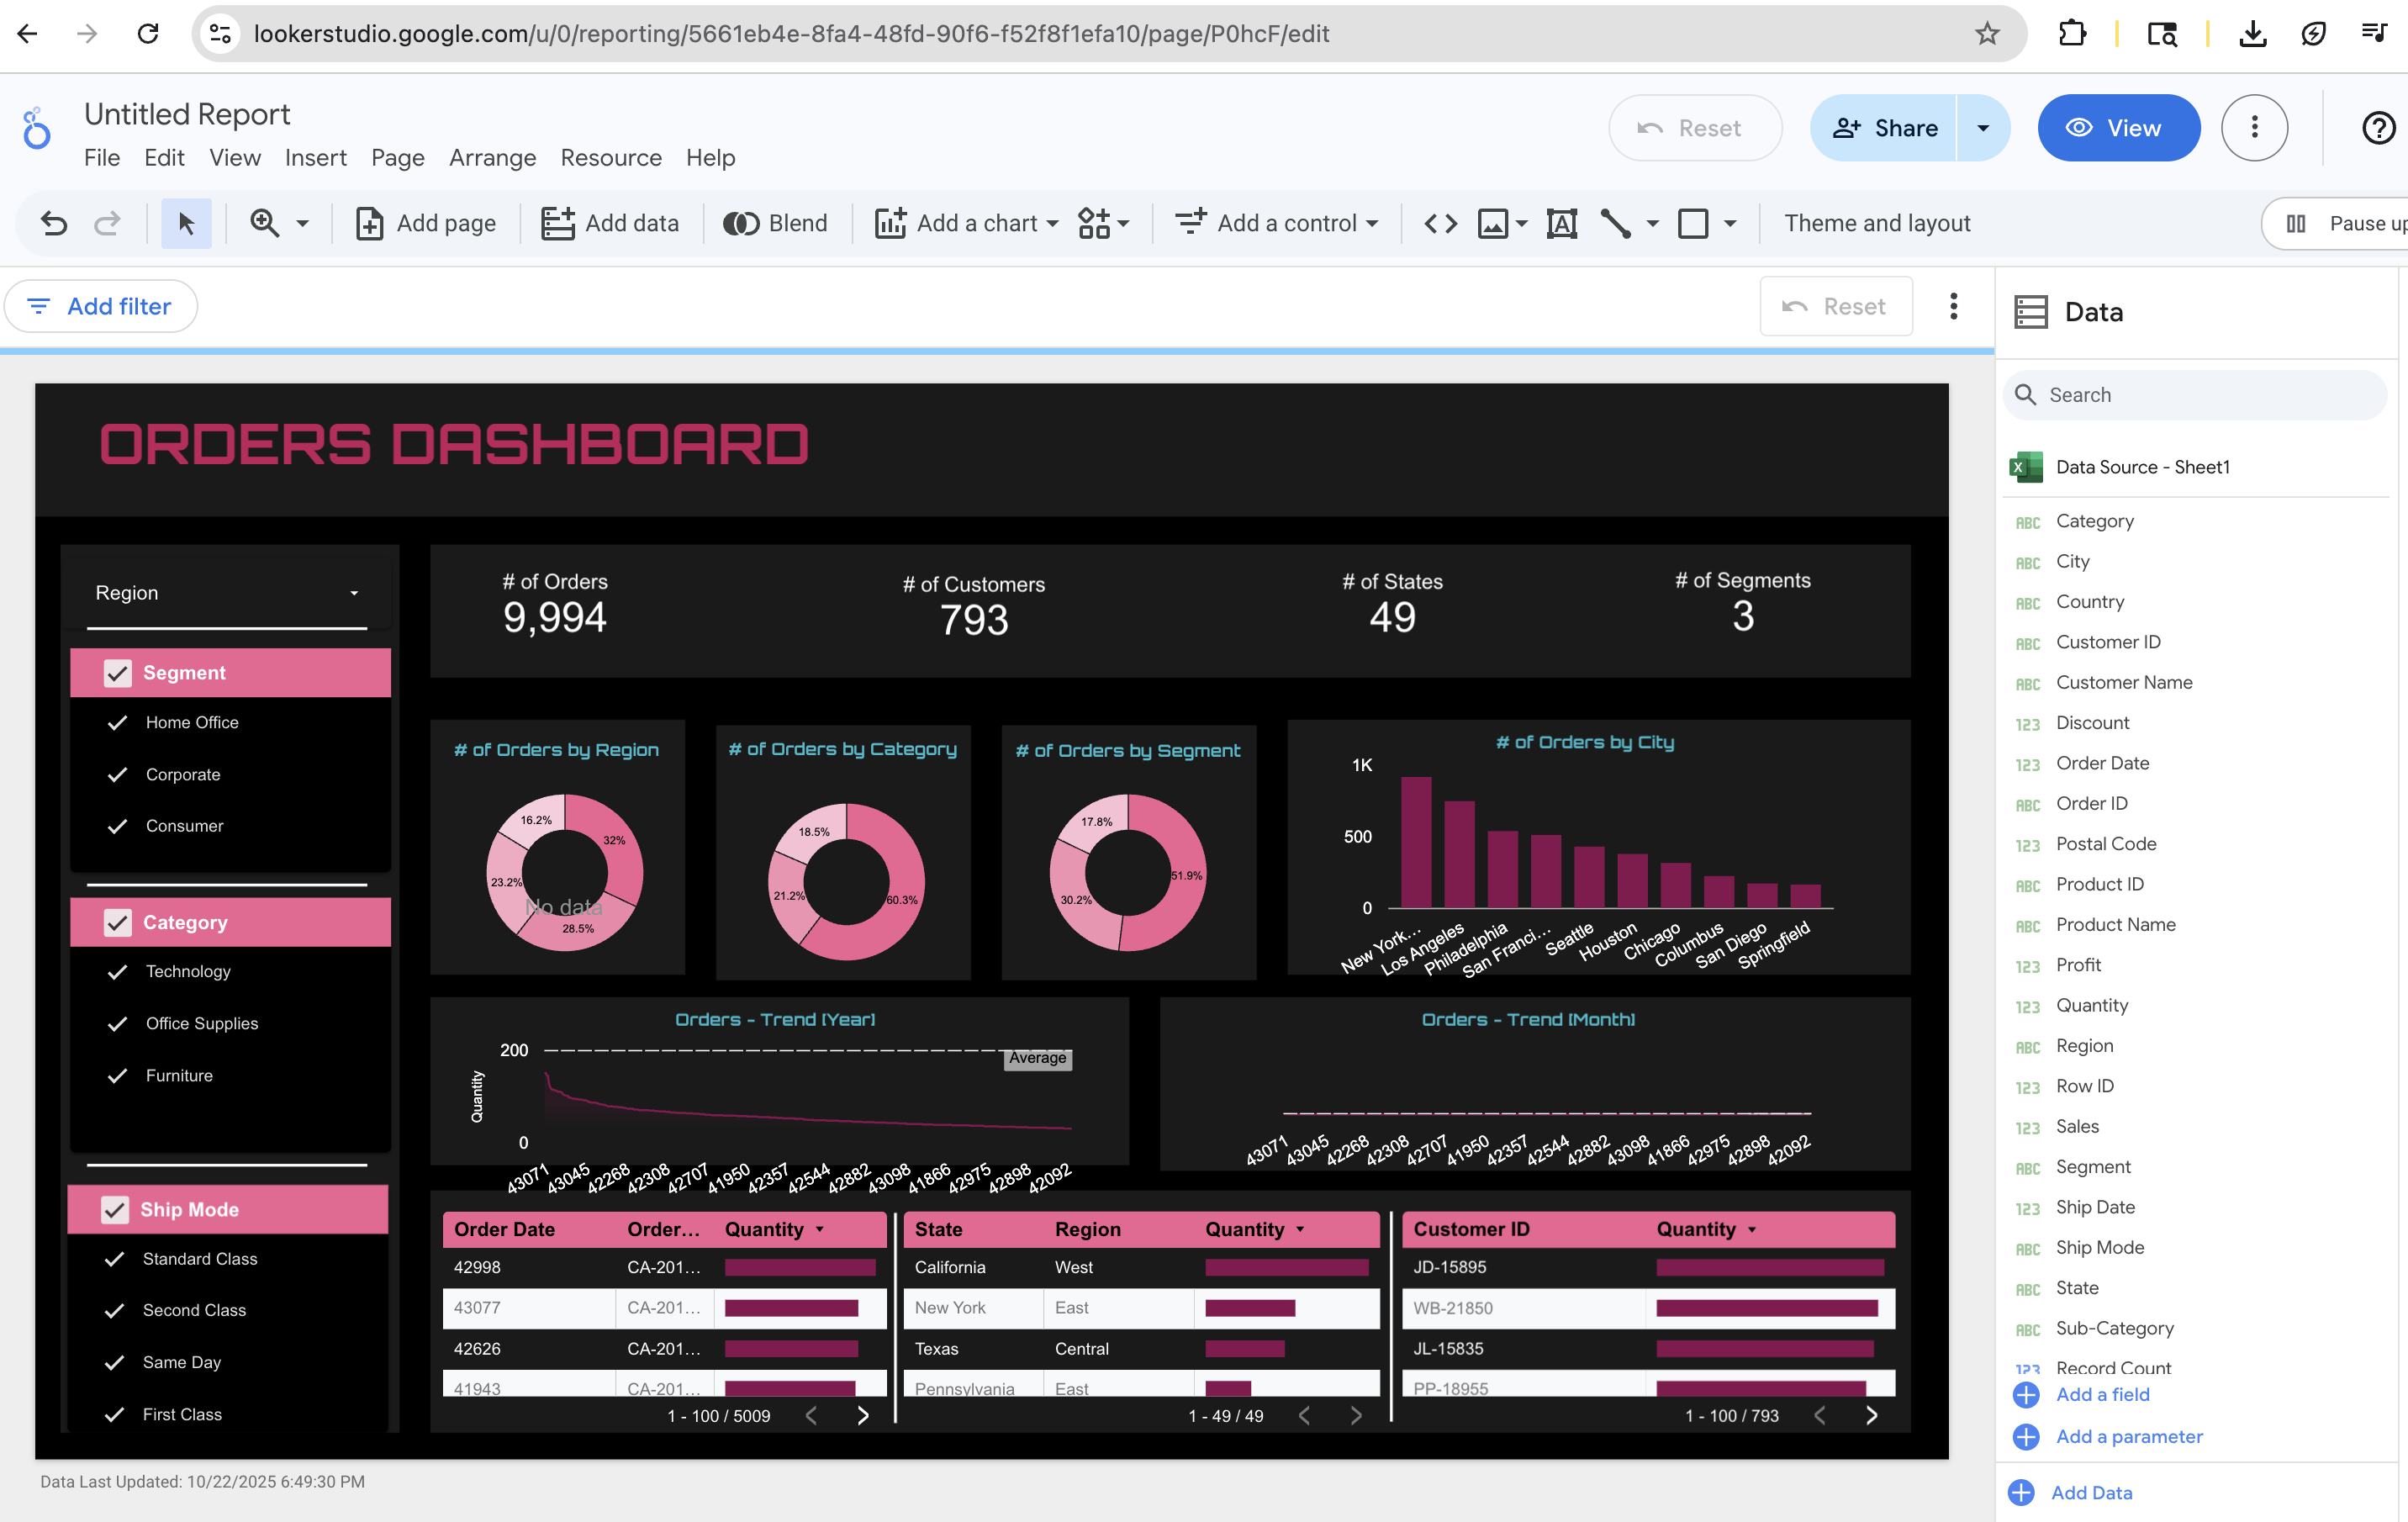 lookerstudio.google.com/u/0/reporting/5661eb4e-8fa4-48fd-90f6-f52f8f1efa10/page/P0hcF/edit
Untitled Report
File Edit View Insert Page Arrange Resource Help
Reset
Share
View
Add page
Add data
Blend
Add a chart
Add a control
Theme and layout
Pause up
Add filter
Reset
ORDERS DASHBOARD
Region
Segment
Home Office
Corporate
Consumer
Category
Technology
Office Supplies
Furniture
Ship Mode
Standard Class
Second Class
Same Day
First Class
# of Orders
9,994
# of Customers
793
# of States
49
# of Segments
3
# of Orders by Region
16.2%
32%
23.2%
No data
28.5%
# of Orders by Category
18.5%
21.2%
60.3%
# of Orders by Segment
17.8%
51.9%
30.2%
# of Orders by City
1K
500
0
New York...
Los Angeles
Philadelphia
San Franci...
Seattle
Houston
Chicago
Columbus
San Diego
Springfield
Orders - Trend [Year]
200
Average
Quantity
0
43071 43045 42268 42308 42707 41950 42357 42544 42882 43098 41866 42975 42898 42092
Orders - Trend [Month]
43071 43045 42268 42308 42707 41950 42357 42544 42882 43098 41866 42975 42898 42092
Order Date Order... Quantity
42998 CA-201...
43077 CA-201...
42626 CA-201...
41943 CA-201...
1 - 100 / 5009
State Region Quantity
California West
New York East
Texas Central
Pennsylvania East
1 - 49 / 49
Customer ID Quantity
JD-15895
WB-21850
JL-15835
PP-18955
1 - 100 / 793
Data Last Updated: 10/22/2025 6:49:30 PM
Data
Search
X
Data Source - Sheet1
ABC Category
ABC City
ABC Country
ABC Customer ID
ABC Customer Name
123 Discount
123 Order Date
ABC Order ID
123 Postal Code
ABC Product ID
ABC Product Name
123 Profit
123 Quantity
ABC Region
123 Row ID
123 Sales
ABC Segment
123 Ship Date
ABC Ship Mode
ABC State
ABC Sub-Category
123 Record Count
Add a field
Add a parameter
Add Data